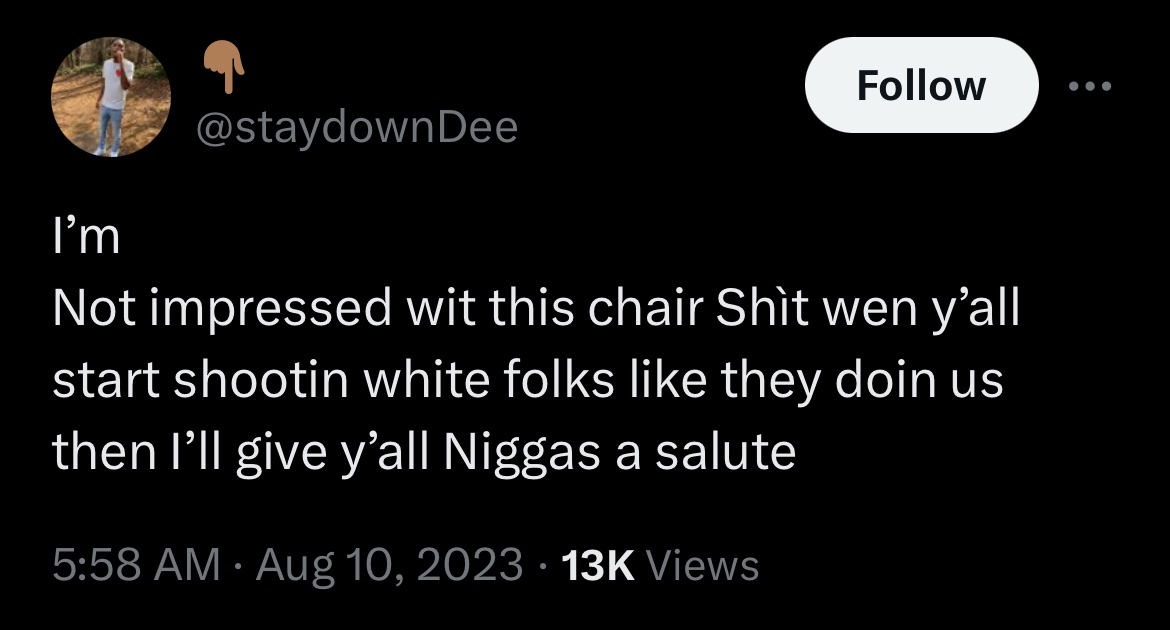 Follow
@staydownDee
I’m
Not impressed wit this chair Shìt wen y’all
start shootin white folks like they doin us
then I’ll give y’all Niggas a salute
5:58 AM · Aug 10, 2023 · 13K Views